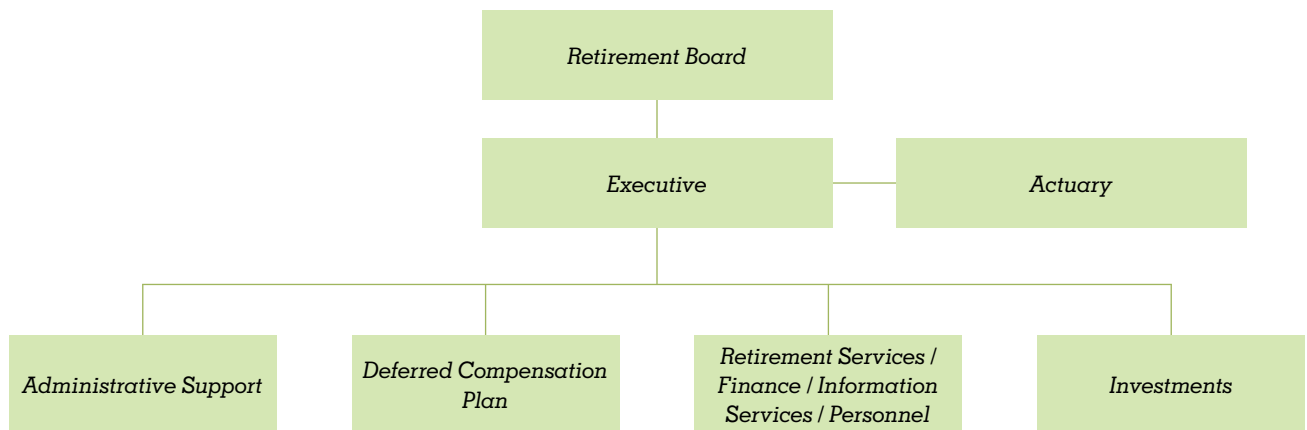 Retirement Board
Executive
Actuary
Administrative Support
Deferred Compensation
Plan
Retirement Services /
Finance / Information
Services / Personnel
Investments